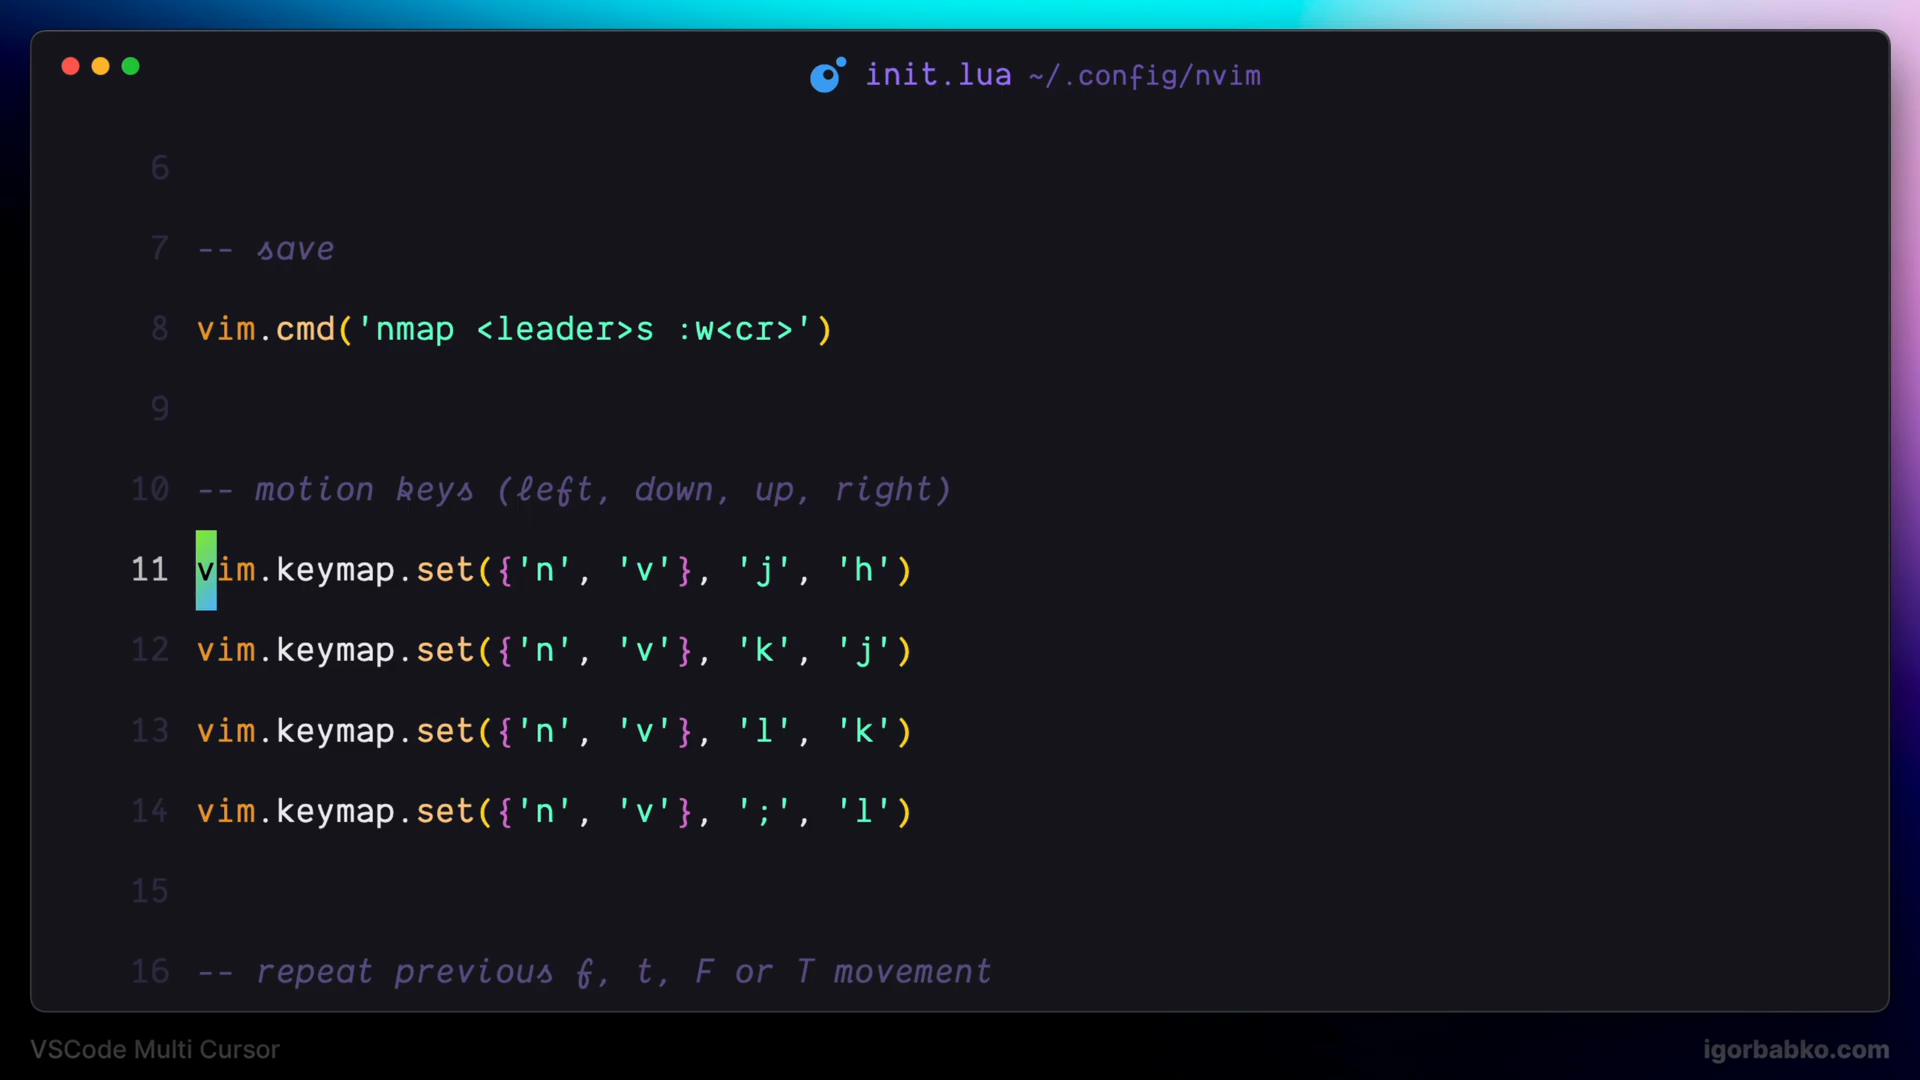 init.lua ~/.config/nvim
6
7 -- save
8 vim.cmd('nmap <leader>s :w<cr>')
9
10 -- motion keys (left, down, up, right)
11 vim.keymap.set({'n', 'v'}, 'j', 'h')
12 vim.keymap.set({'n', 'v'}, 'k', 'j')
13 vim.keymap.set({'n', 'v'}, 'l', 'k')
14 vim.keymap.set({'n', 'v'}, ';', 'l')
15
16 -- repeat previous f, t, F or T movement
VSCode Multi Cursor
igorbabko.com